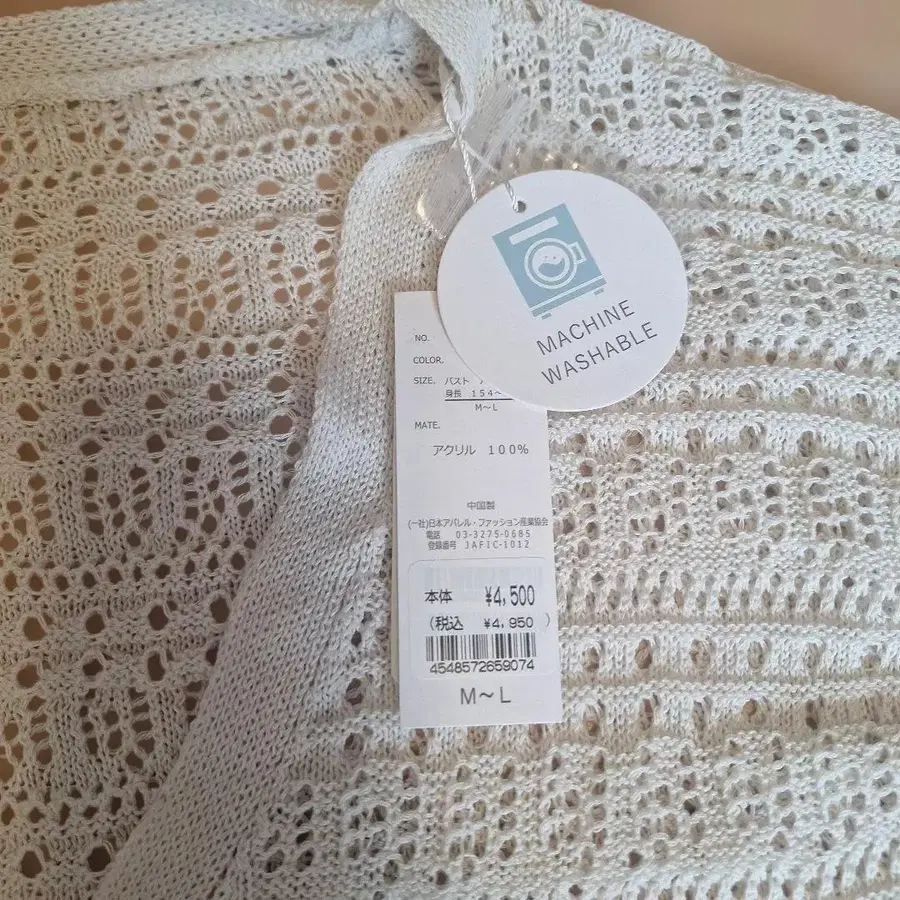 MACHINE
WASHABLE
NO.
COLOR.
SIZE. バスト
身長 154～
M～L
MATE.
アクリル 100%
中国製
(一社)日本アパレル・ファッション産業協会
電話 03-3275-0685
登録番号 JAFIC-1012
本体 ¥4,500
(税込 ¥4,950 )
4548572659074
M～L